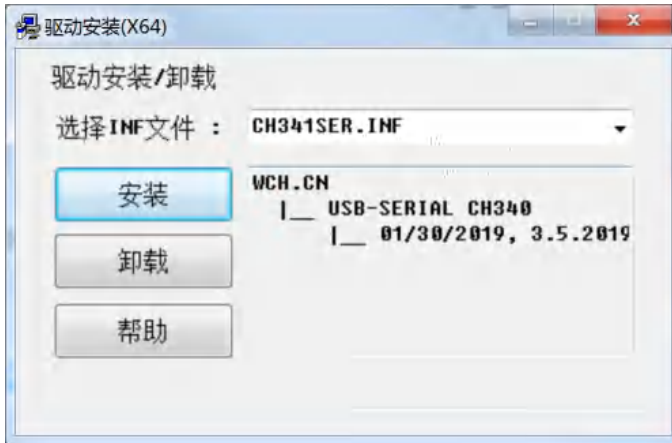 驱动安装(X64)
驱动安装/卸载
选择INF文件 : CH341SER.INF
安装
卸载
帮助
WCH.CN
|__ USB-SERIAL CH340
|__ 01/30/2019, 3.5.2019